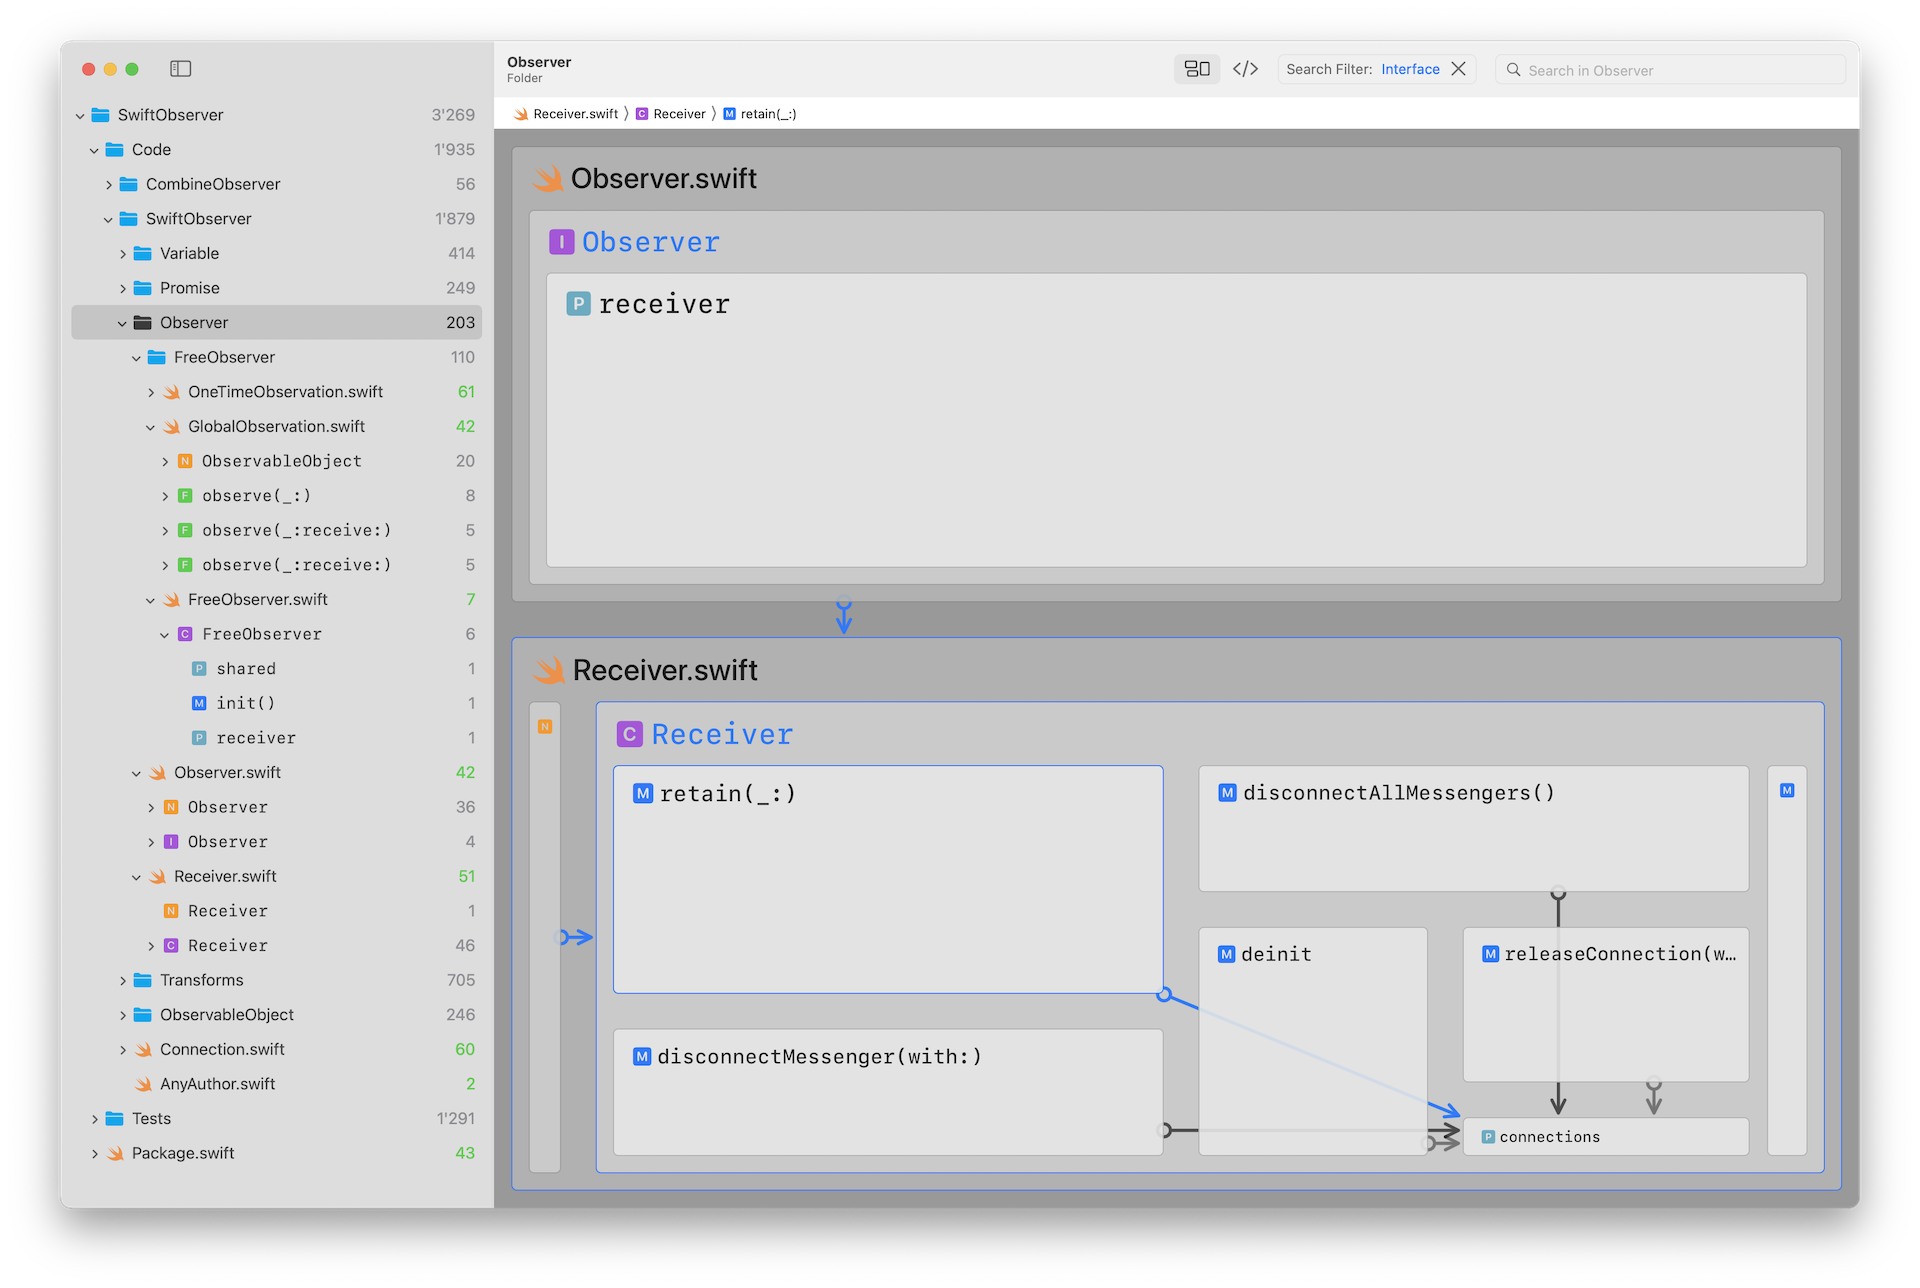 SwiftObserver 3'269
Code 1'935
CombineObserver 56
SwiftObserver 1'879
Variable 414
Promise 249
Observer 203
FreeObserver 110
OneTimeObservation.swift 61
GlobalObservation.swift 42
N ObservableObject 20
F observe(_:) 8
F observe(_:receive:) 5
F observe(_:receive:) 5
FreeObserver.swift 7
C FreeObserver 6
P shared 1
M init() 1
P receiver 1
Observer.swift 42
N Observer 36
I Observer 4
Receiver.swift 51
N Receiver 1
C Receiver 46
Transforms 705
ObservableObject 246
Connection.swift 60
AnyAuthor.swift 2
Tests 1'291
Package.swift 43
Observer
Folder
Search Filter: Interface
Search in Observer
Receiver.swift 〉 C Receiver 〉 M retain(_:)
Observer.swift
I Observer
P receiver
Receiver.swift
N
C Receiver
M retain(_:)
M disconnectAllMessengers()
M
M deinit
M releaseConnection(w…
M disconnectMessenger(with:)
P connections